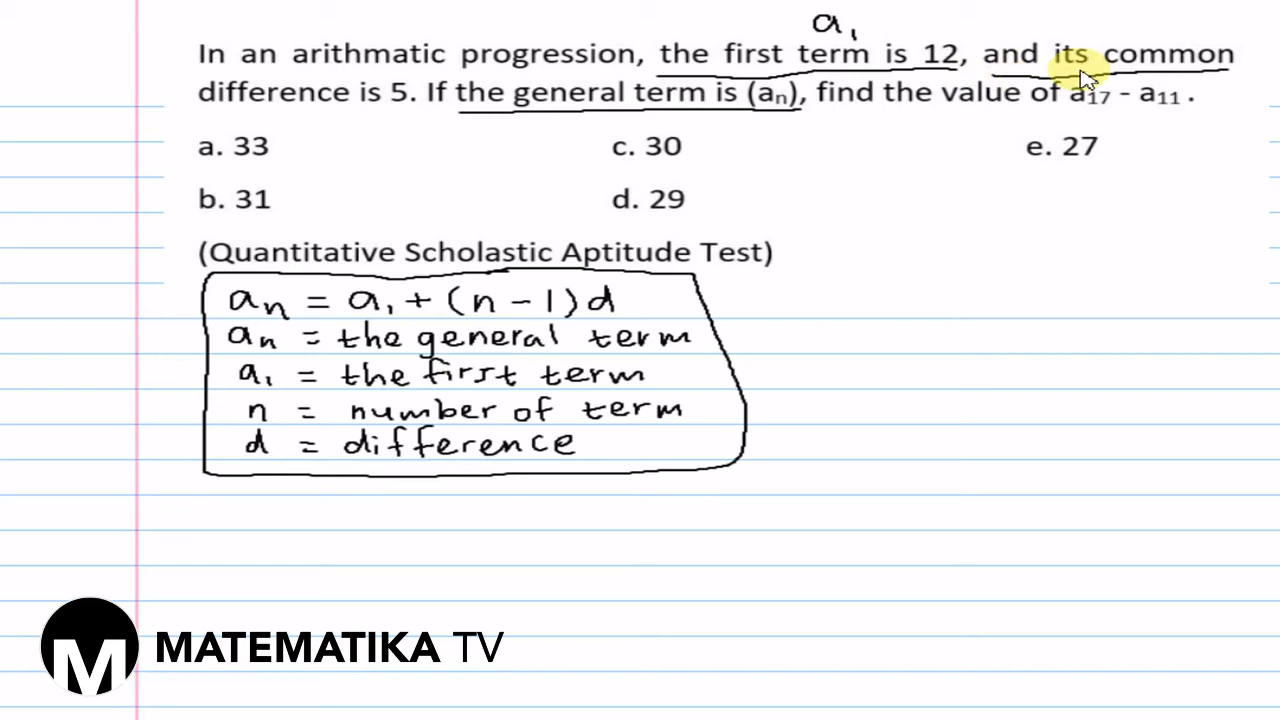 a₁
In an arithmatic progression, the first term is 12, and its common
difference is 5. If the general term is (aₙ), find the value of a₁₇ - a₁₁ .
a. 33 c. 30 e. 27
b. 31 d. 29
(Quantitative Scholastic Aptitude Test)
aₙ = a₁ + (n - 1) d
aₙ = the general term
a₁ = the first term
n = number of term
d = difference
M MATEMATIKA TV